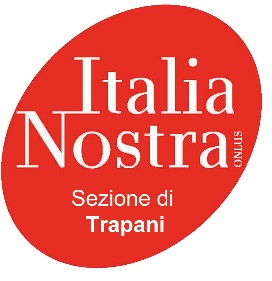 Italia
Nostra
ONLUS
Sezione di
Trapani